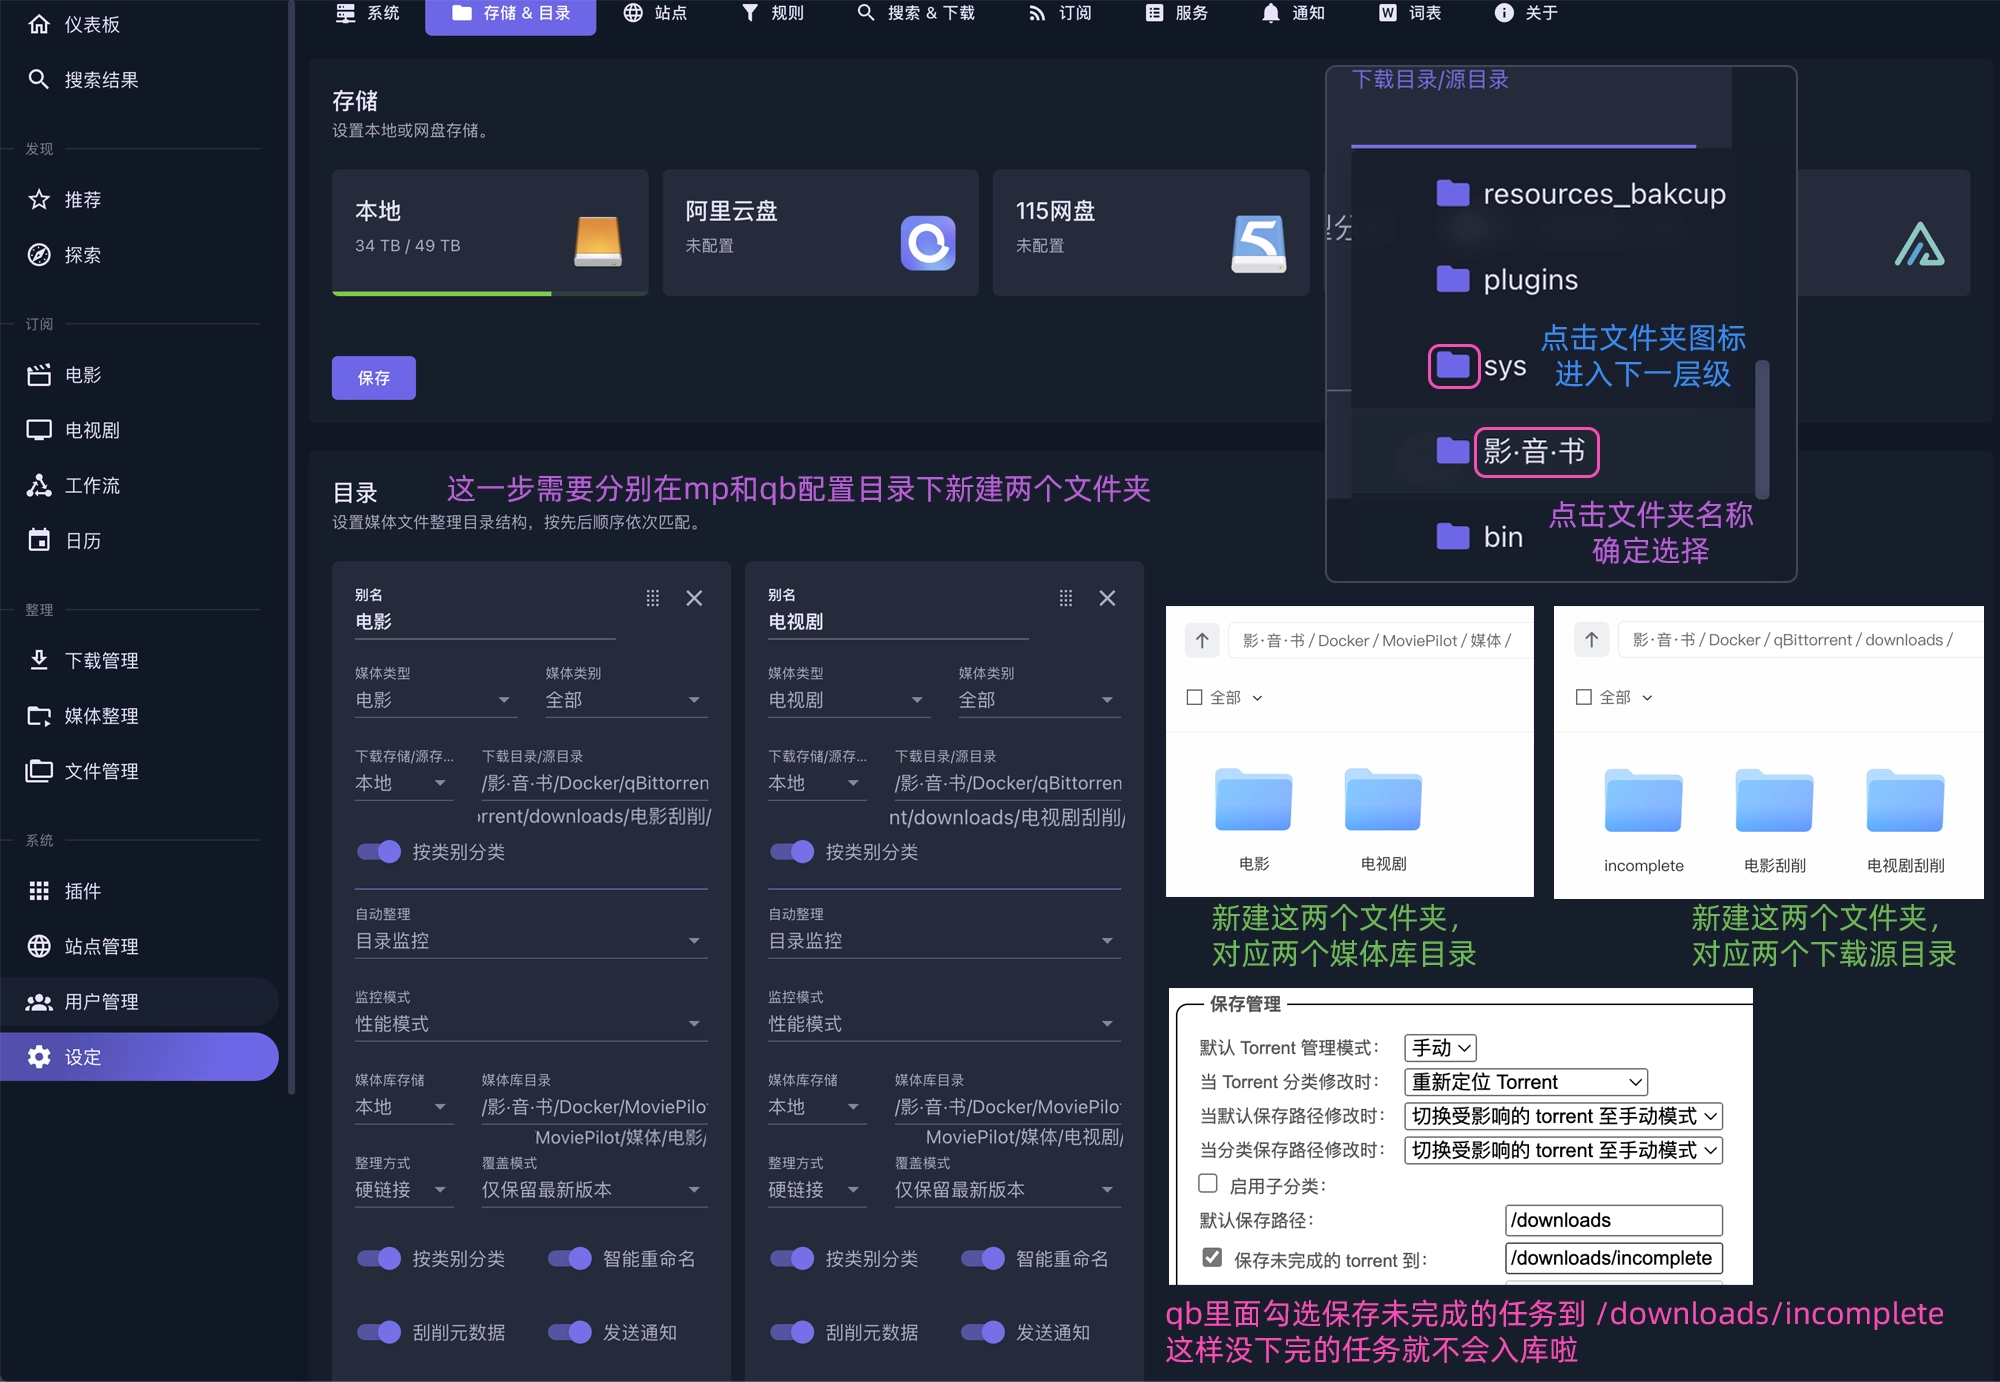 仪表板
搜索结果
发现
推荐
探索
订阅
电影
电视剧
工作流
日历
整理
下载管理
媒体整理
文件管理
系统
插件
站点管理
用户管理
设定
系统
存储 & 目录
站点
规则
搜索 & 下载
订阅
服务
通知
词表
关于
存储
设置本地或网盘存储。
本地
34 TB / 49 TB
阿里云盘
未配置
115网盘
未配置
保存
下载目录/源目录
resources_bakcup
plugins
sys
点击文件夹图标
进入下一层级
影·音·书
点击文件夹名称
确定选择
bin
目录
这一步需要分别在mp和qb配置目录下新建两个文件夹
设置媒体文件整理目录结构，按先后顺序依次匹配。
别名
电影
媒体类型
电影
媒体类别
全部
下载存储/源存...
本地
下载目录/源目录
/影·音·书/Docker/qBittorren
rrent/downloads/电影刮削/
按类别分类
自动整理
目录监控
监控模式
性能模式
媒体库存储
本地
媒体库目录
/影·音·书/Docker/MoviePilo
MoviePilot/媒体/电影/
整理方式
硬链接
覆盖模式
仅保留最新版本
按类别分类
智能重命名
刮削元数据
发送通知
别名
电视剧
媒体类型
电视剧
媒体类别
全部
下载存储/源存...
本地
下载目录/源目录
/影·音·书/Docker/qBittorren
nt/downloads/电视剧刮削/
按类别分类
自动整理
目录监控
监控模式
性能模式
媒体库存储
本地
媒体库目录
/影·音·书/Docker/MoviePilo
MoviePilot/媒体/电视剧/
整理方式
硬链接
覆盖模式
仅保留最新版本
按类别分类
智能重命名
刮削元数据
发送通知
影·音·书 / Docker / MoviePilot / 媒体 /
全部
电影
电视剧
新建这两个文件夹，
对应两个媒体库目录
影·音·书 / Docker / qBittorrent / downloads /
全部
incomplete
电影刮削
电视剧刮削
新建这两个文件夹，
对应两个下载源目录
保存管理
默认 Torrent 管理模式： 手动
当 Torrent 分类修改时： 重新定位 Torrent
当默认保存路径修改时： 切换受影响的 torrent 至手动模式
当分类保存路径修改时： 切换受影响的 torrent 至手动模式
启用子分类：
默认保存路径： /downloads
保存未完成的 torrent 到： /downloads/incomplete
qb里面勾选保存未完成的任务到 /downloads/incomplete
这样没下完的任务就不会入库啦